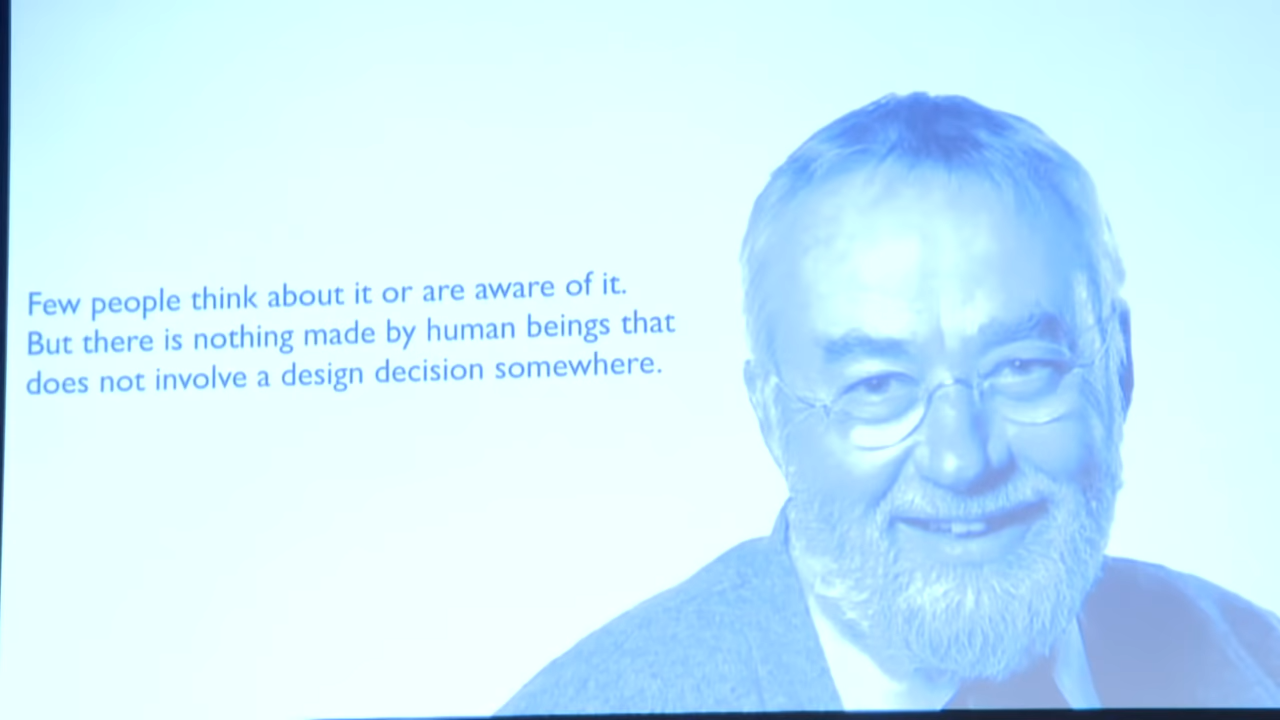 Few people think about it or are aware of it.
But there is nothing made by human beings that
does not involve a design decision somewhere.